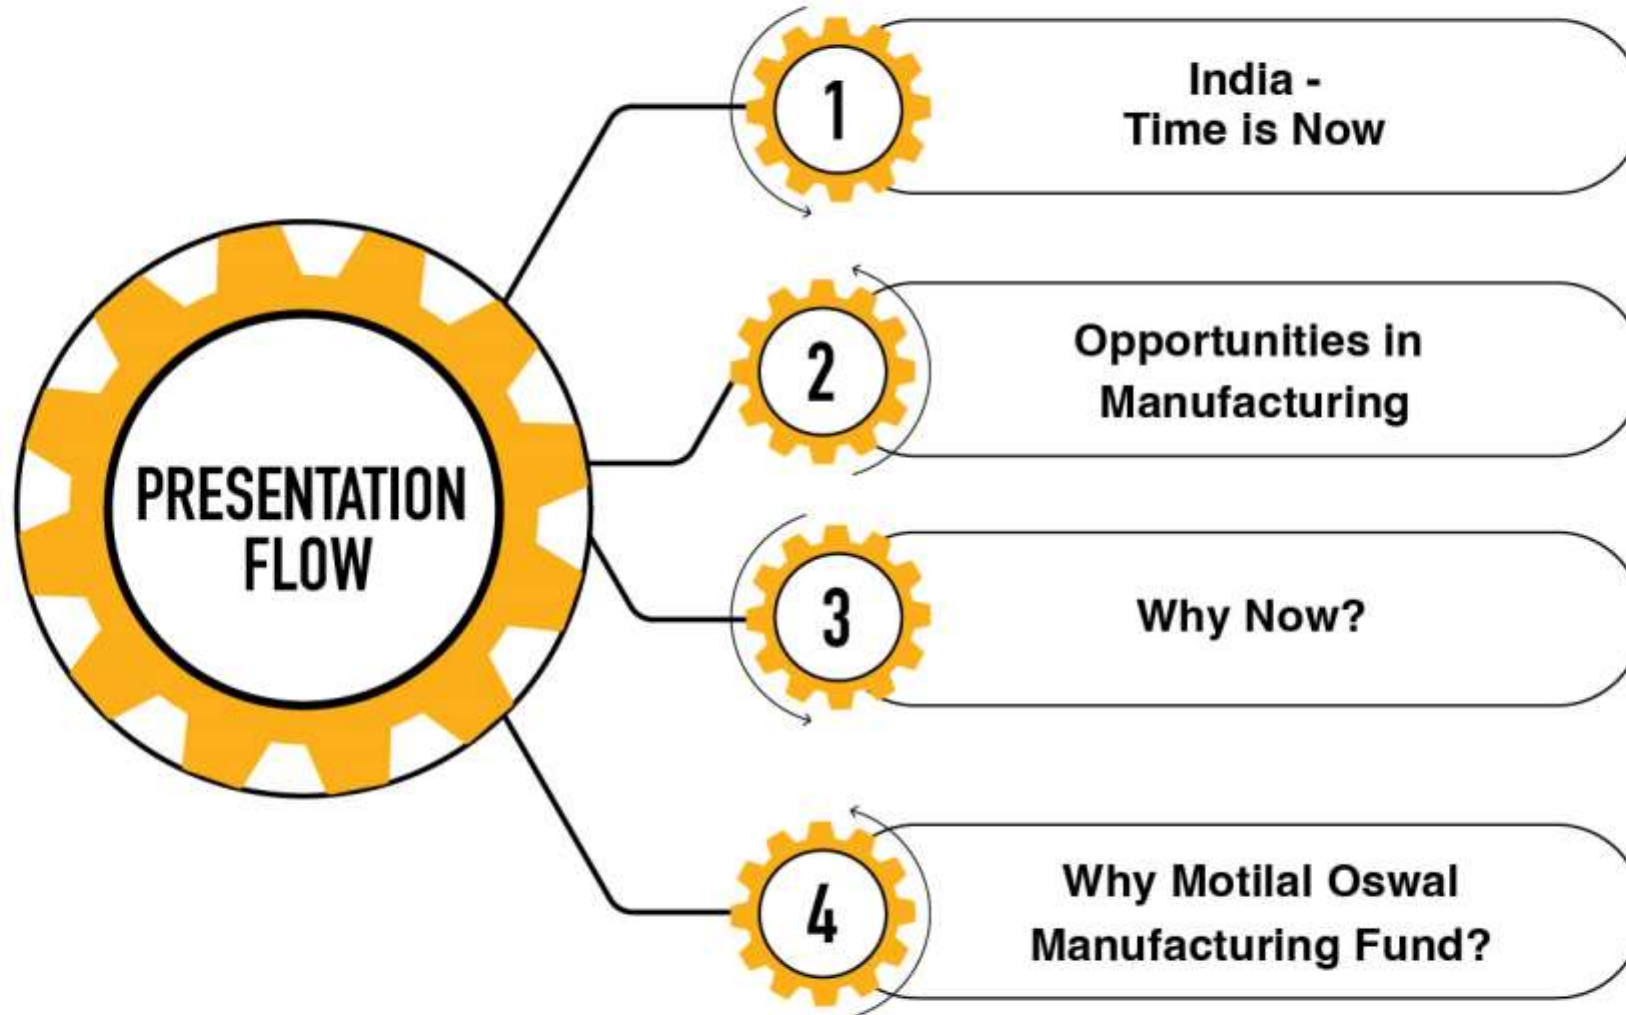 PRESENTATION
FLOW
1
India -
Time is Now
2
Opportunities in
Manufacturing
3
Why Now?
4
Why Motilal Oswal
Manufacturing Fund?